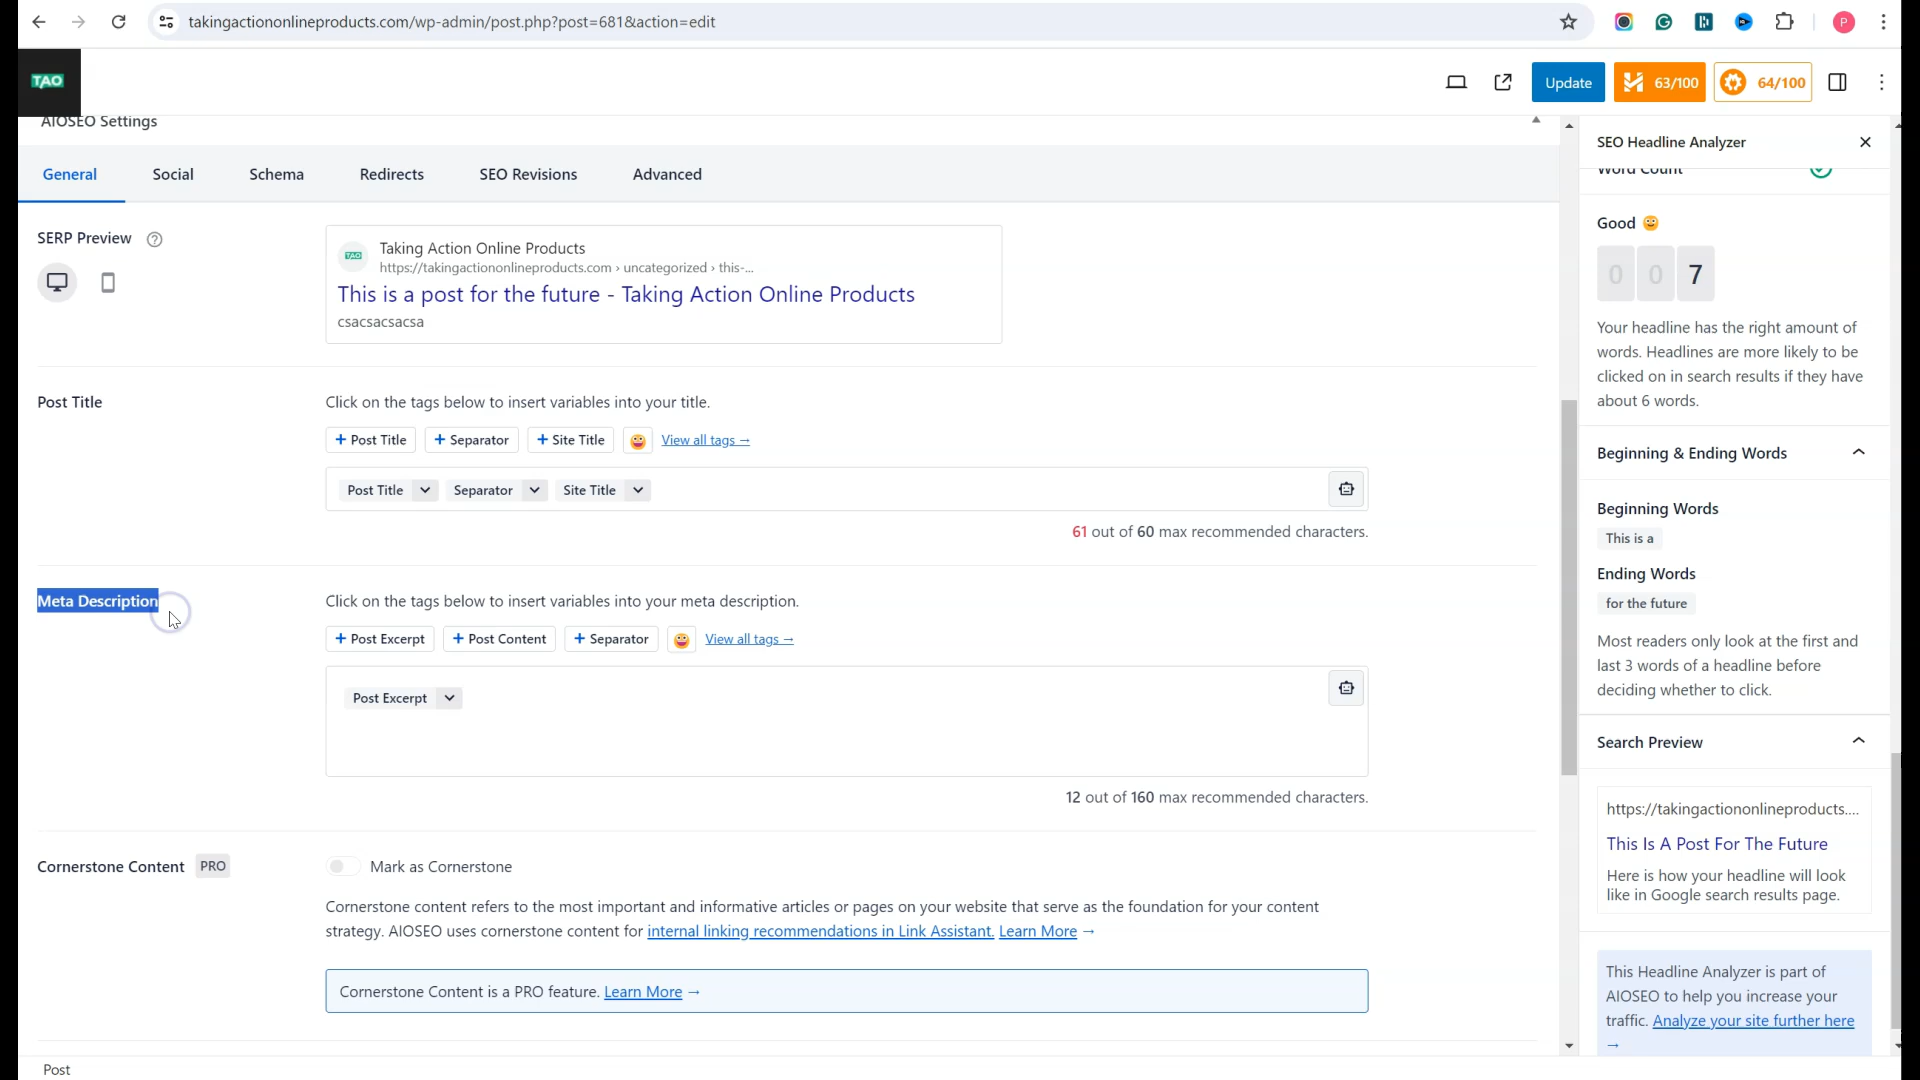 takingactiononlineproducts.com/wp-admin/post.php?post=681&action=edit
P
TAO
Update
63/100
64/100
AIOSEO Settings
General
Social
Schema
Redirects
SEO Revisions
Advanced
SERP Preview
TAO
Taking Action Online Products
https://takingactiononlineproducts.com › uncategorized › this-...
This is a post for the future - Taking Action Online Products
csacsacsacsa
Post Title
Click on the tags below to insert variables into your title.
+ Post Title
+ Separator
+ Site Title
View all tags →
Post Title
Separator
Site Title
61 out of 60 max recommended characters.
Meta Description
Click on the tags below to insert variables into your meta description.
+ Post Excerpt
+ Post Content
+ Separator
View all tags →
Post Excerpt
12 out of 160 max recommended characters.
Cornerstone Content PRO
Mark as Cornerstone
Cornerstone content refers to the most important and informative articles or pages on your website that serve as the foundation for your content
strategy. AIOSEO uses cornerstone content for internal linking recommendations in Link Assistant. Learn More →
Cornerstone Content is a PRO feature. Learn More →
Post
SEO Headline Analyzer
Word Count
Good
0 0 7
Your headline has the right amount of
words. Headlines are more likely to be
clicked on in search results if they have
about 6 words.
Beginning & Ending Words
Beginning Words
This is a
Ending Words
for the future
Most readers only look at the first and
last 3 words of a headline before
deciding whether to click.
Search Preview
https://takingactiononlineproducts....
This Is A Post For The Future
Here is how your headline will look
like in Google search results page.
This Headline Analyzer is part of
AIOSEO to help you increase your
traffic. Analyze your site further here
→